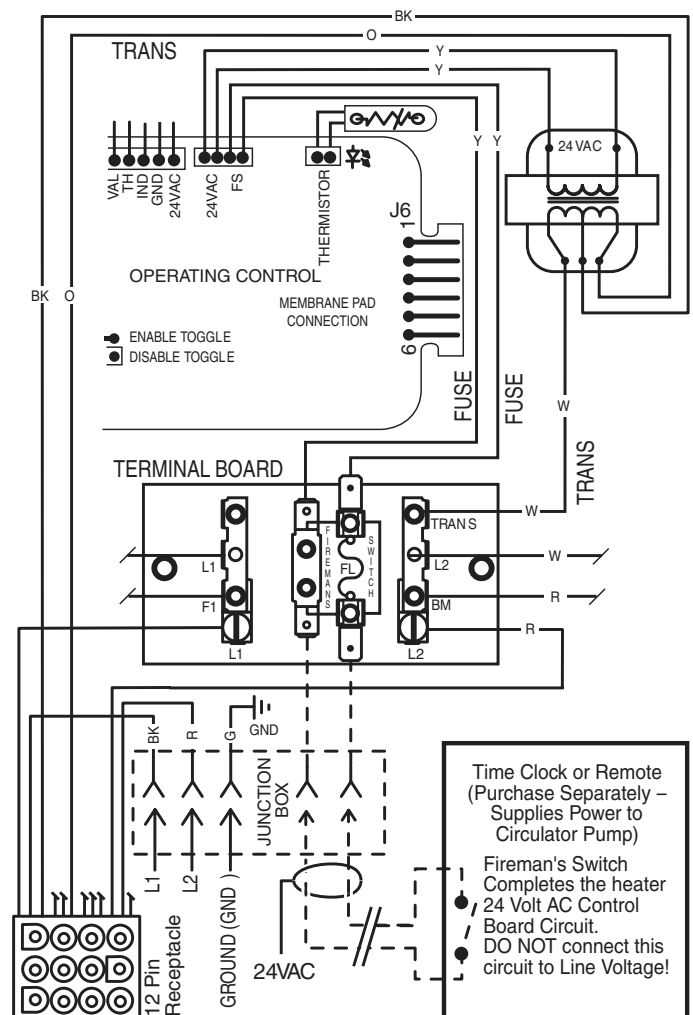 BK
O
TRANS
Y
Y
Y Y
24VAC
VAL
TH
IND
GND
24VAC
24VAC
FS
THERMISTOR
J6
1
OPERATING CONTROL
MEMBRANE PAD
CONNECTION
BK O
ENABLE TOGGLE
DISABLE TOGGLE
6
FUSE
FUSE
W
TRANS
TERMINAL BOARD
TRANS
W
FIREMANS
SWITCH
FL
L1
L2
W
F1
BM
R
L1
L2
R
BK
R
G
GND
JUNCTION
BOX
L1
L2
GROUND (GND )
24VAC
12 Pin
Receptacle
Time Clock or Remote
(Purchase Separately –
Supplies Power to
Circulator Pump)
Fireman's Switch
Completes the heater
24 Volt AC Control
Board Circuit.
DO NOT connect this
circuit to Line Voltage!